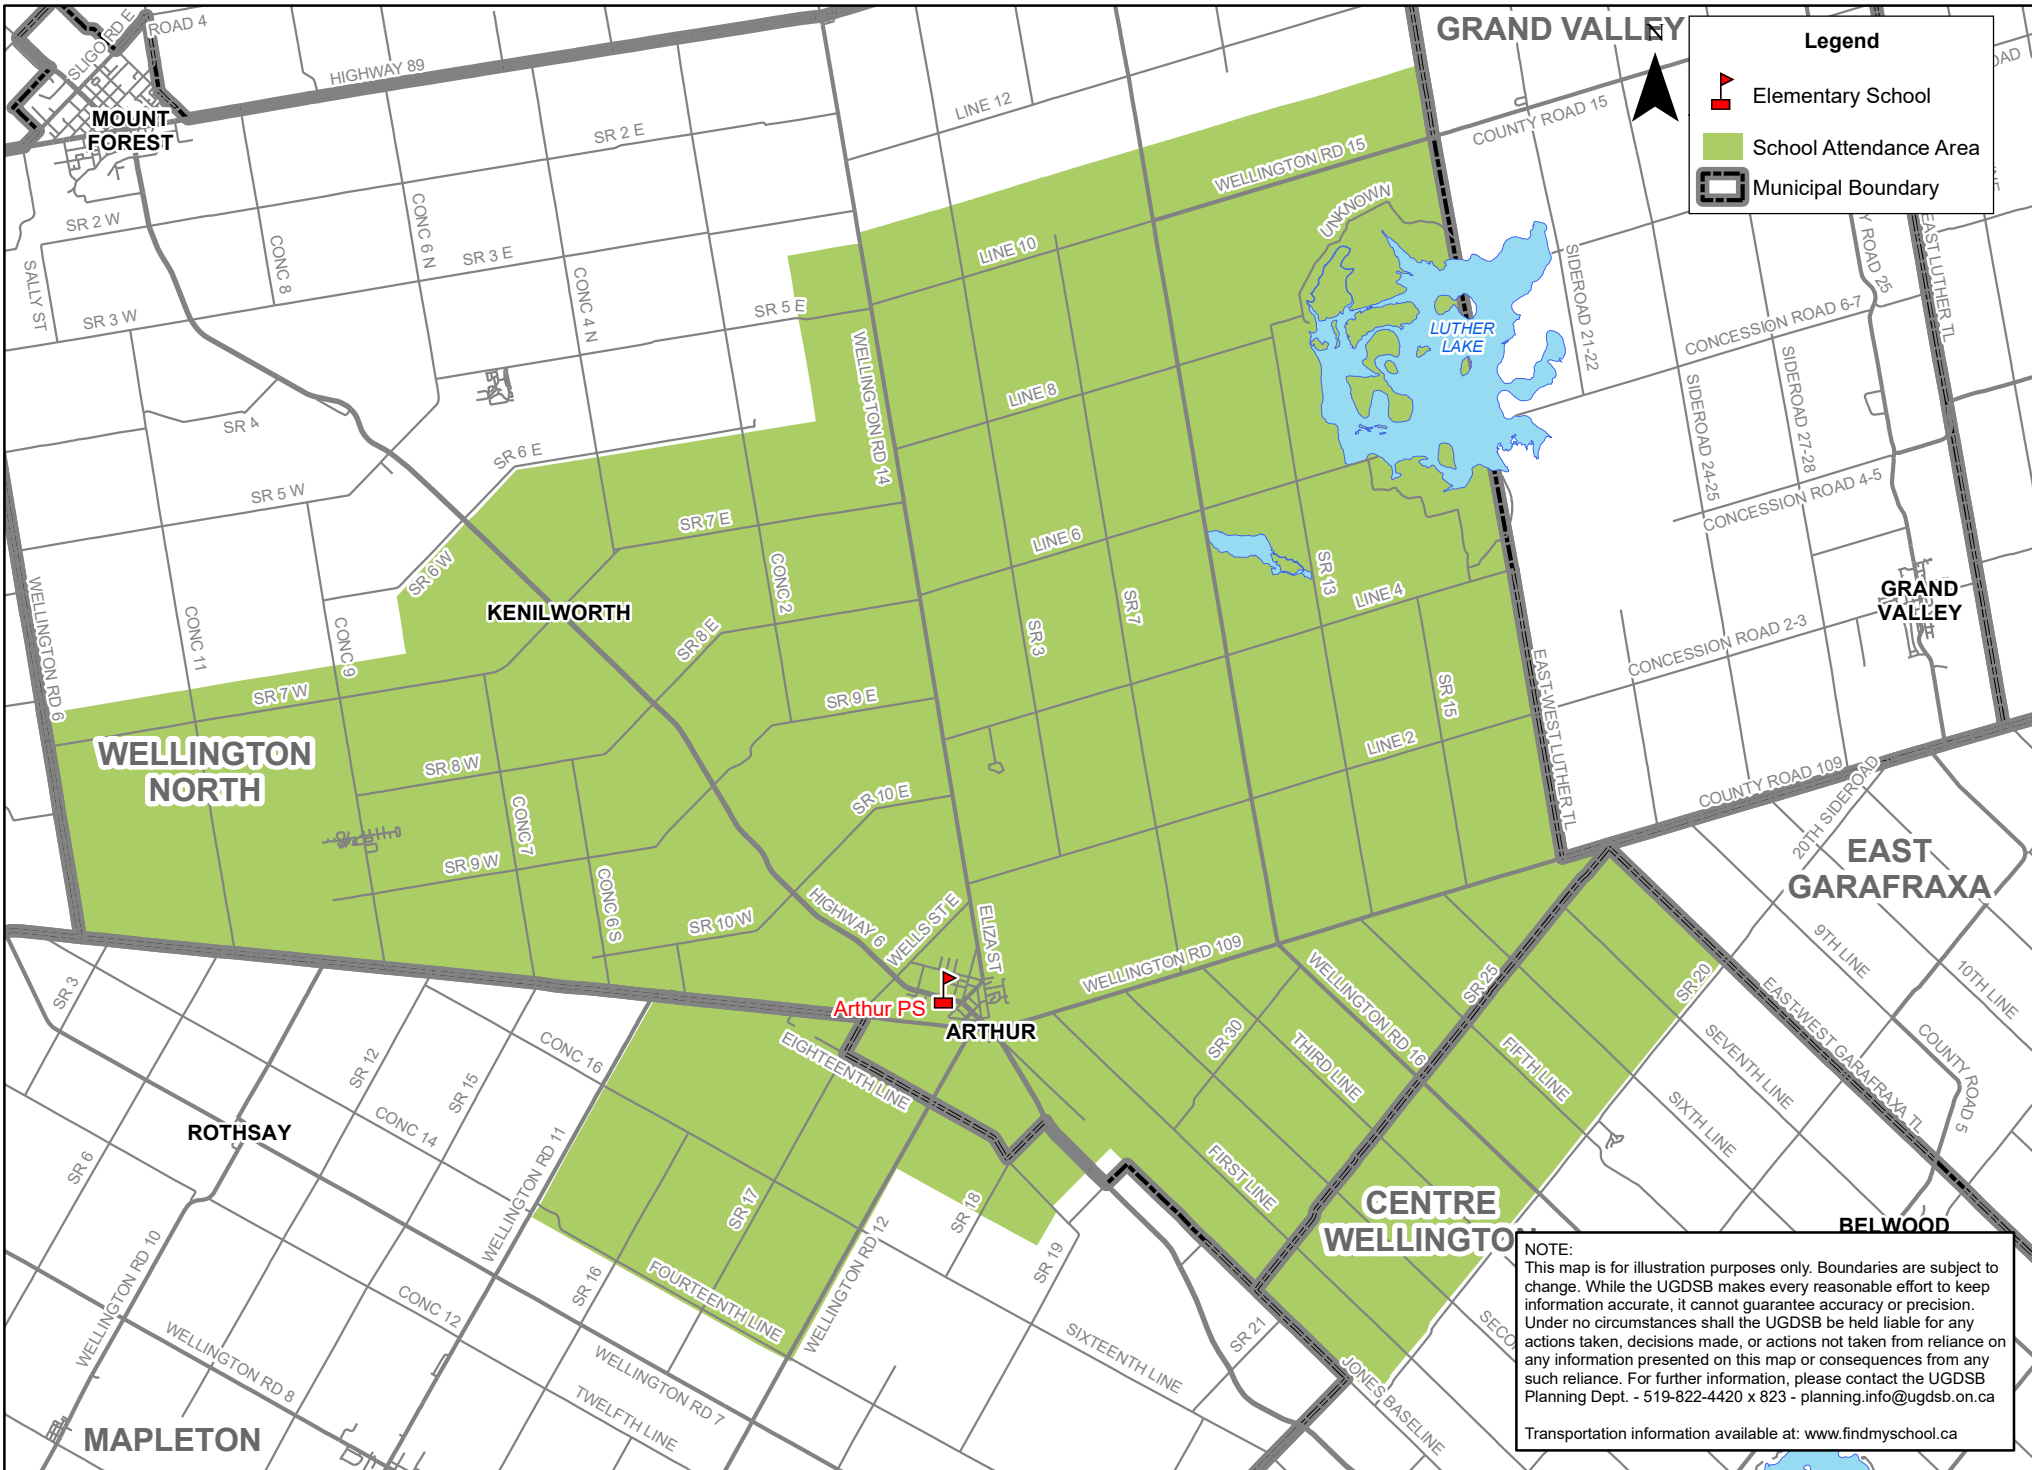 GRAND VALLEY
N
Legend
Elementary School
School Attendance Area
Municipal Boundary
SLIGO RD E
ROAD 4
HIGHWAY 89
MOUNT
FOREST
SR 2 E
LINE 12
WELLINGTON RD 15
COUNTY ROAD 15
UNKNOWN
SR 2 W
SALLY ST
CONC 8
CONC 6 N
SR 3 E
CONC 4 N
SR 3 W
SR 5 E
LINE 10
WELLINGTON RD 14
LINE 8
LUTHER
LAKE
SIDEROAD 21-22
Y ROAD 25
EAST LUTHER TL
CONCESSION ROAD 6-7
SIDEROAD 24-25
SIDEROAD 27-28
CONCESSION ROAD 4-5
SR 4
SR 6 E
SR 5 W
SR 7 E
LINE 6
SR 6 W
CONC 2
SR 13
LINE 4
GRAND
VALLEY
WELLINGTON RD 6
CONC 11
CONC 9
KENILWORTH
SR 8 E
SR 3
SR 7
CONCESSION ROAD 2-3
EAST-WEST LUTHER TL
SR 7 W
SR 9 E
SR 15
LINE 2
WELLINGTON
NORTH
SR 8 W
CONC 7
SR 10 E
COUNTY ROAD 109
20TH SIDEROAD
EAST
GARAFRAXA
SR 9 W
CONC 6 S
SR 10 W
HIGHWAY 6
WELLS ST E
ELIZA ST
WELLINGTON RD 109
WELLINGTON RD 16
SR 25
SR 20
9TH LINE
10TH LINE
EAST-WEST GARAFRAXA TL
COUNTY ROAD 5
Arthur PS
ARTHUR
SR 3
SR 12
SR 15
CONC 16
EIGHTEENTH LINE
SR 30
THIRD LINE
FIFTH LINE
SEVENTH LINE
SIXTH LINE
CONC 14
ROTHSAY
SR 6
WELLINGTON RD 11
SR 17
WELLINGTON RD 12
SR 18
SR 19
FIRST LINE
CENTRE
WELLINGTO
BELWOOD
WELLINGTON RD 10
SR 16
FOURTEENTH LINE
CONC 12
WELLINGTON RD 8
WELLINGTON RD 7
TWELFTH LINE
SIXTEENTH LINE
SR 21
JONES BASELINE
SECO
MAPLETON
NOTE:
This map is for illustration purposes only. Boundaries are subject to
change. While the UGDSB makes every reasonable effort to keep
information accurate, it cannot guarantee accuracy or precision.
Under no circumstances shall the UGDSB be held liable for any
actions taken, decisions made, or actions not taken from reliance on
any information presented on this map or consequences from any
such reliance. For further information, please contact the UGDSB
Planning Dept. - 519-822-4420 x 823 - planning.info@ugdsb.on.ca
Transportation information available at: www.findmyschool.ca